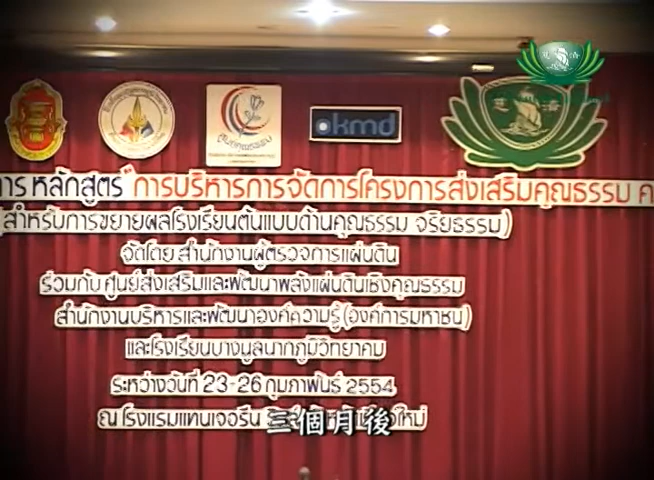 okmd
慈 濟
การ หลักสูตร "การบริหารการจัดการโครงการส่งเสริมคุณธรรม
สำหรับการขยายผลโรงเรียนต้นแบบด้านคุณธรรม จริยธรรม)
จัดโดย สำนักงานผู้ตรวจการแผ่นดิน
ร่วมกับ ศูนย์ส่งเสริมและพัฒนาพลังแผ่นดินเชิงคุณธรรม
สำนักงานบริหารและพัฒนาองค์ความรู้ (องค์การมหาชน)
และโรงเรียนบางมูลนากภูมิวิทยาคม
ระหว่างวันที่ 23-26 กุมภาพันธ์ 2554
ณ โรงแรมแทนเจอรีน
三個月後